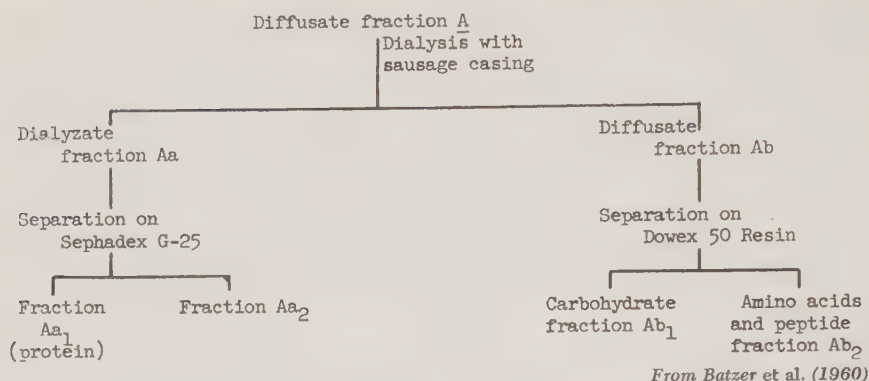 Diffusate fraction A
Dialysis with
sausage casing
Dialyzate
fraction Aa
Diffusate
fraction Ab
Separation on
Sephadex G-25
Separation on
Dowex 50 Resin
Fraction
Aa₁
(protein)
Fraction Aa₂
Carbohydrate
fraction Ab₁
Amino acids
and peptide
fraction Ab₂
From Batzer et al. (1960)